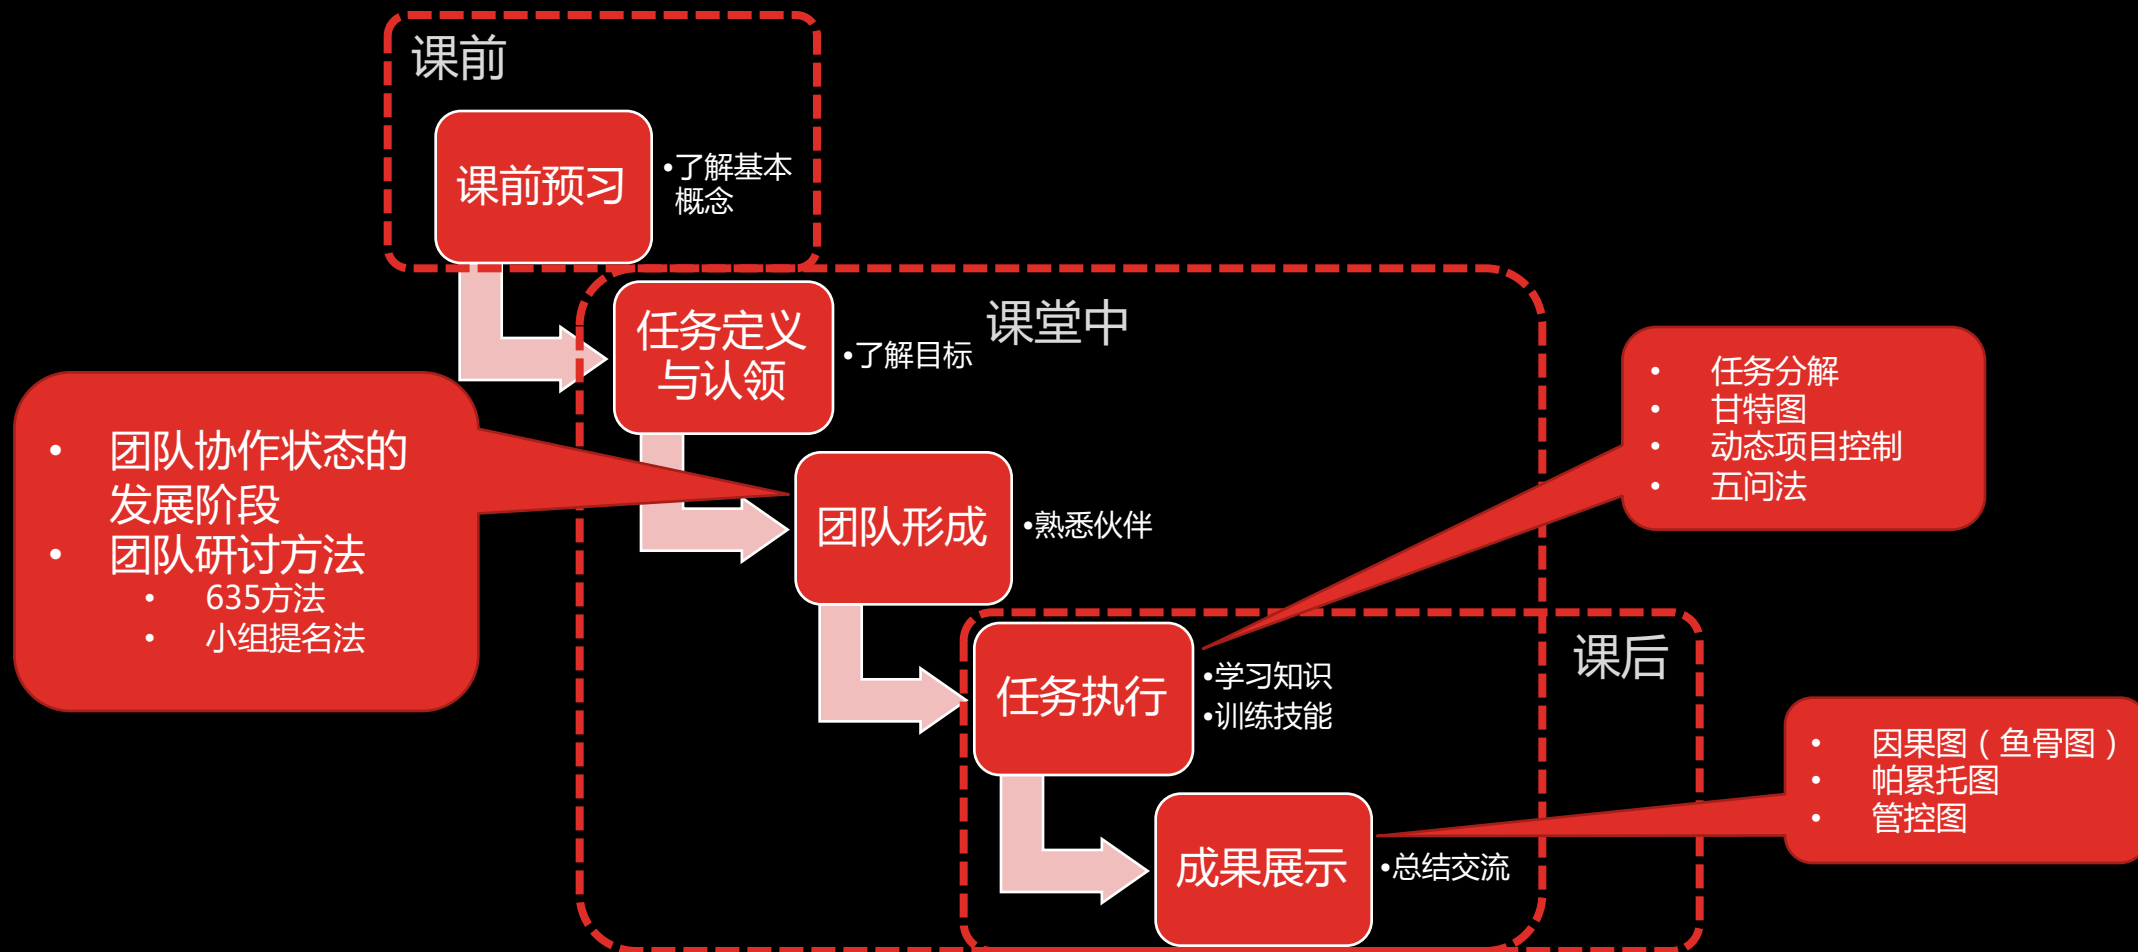 课前
课前预习
•了解基本
概念
任务定义
与认领
•了解目标
课堂中
• 团队协作状态的
发展阶段
• 团队研讨方法
• 635方法
• 小组提名法
团队形成
•熟悉伙伴
• 任务分解
• 甘特图
• 动态项目控制
• 五问法
任务执行
•学习知识
•训练技能
课后
• 因果图（鱼骨图）
• 帕累托图
• 管控图
成果展示
•总结交流